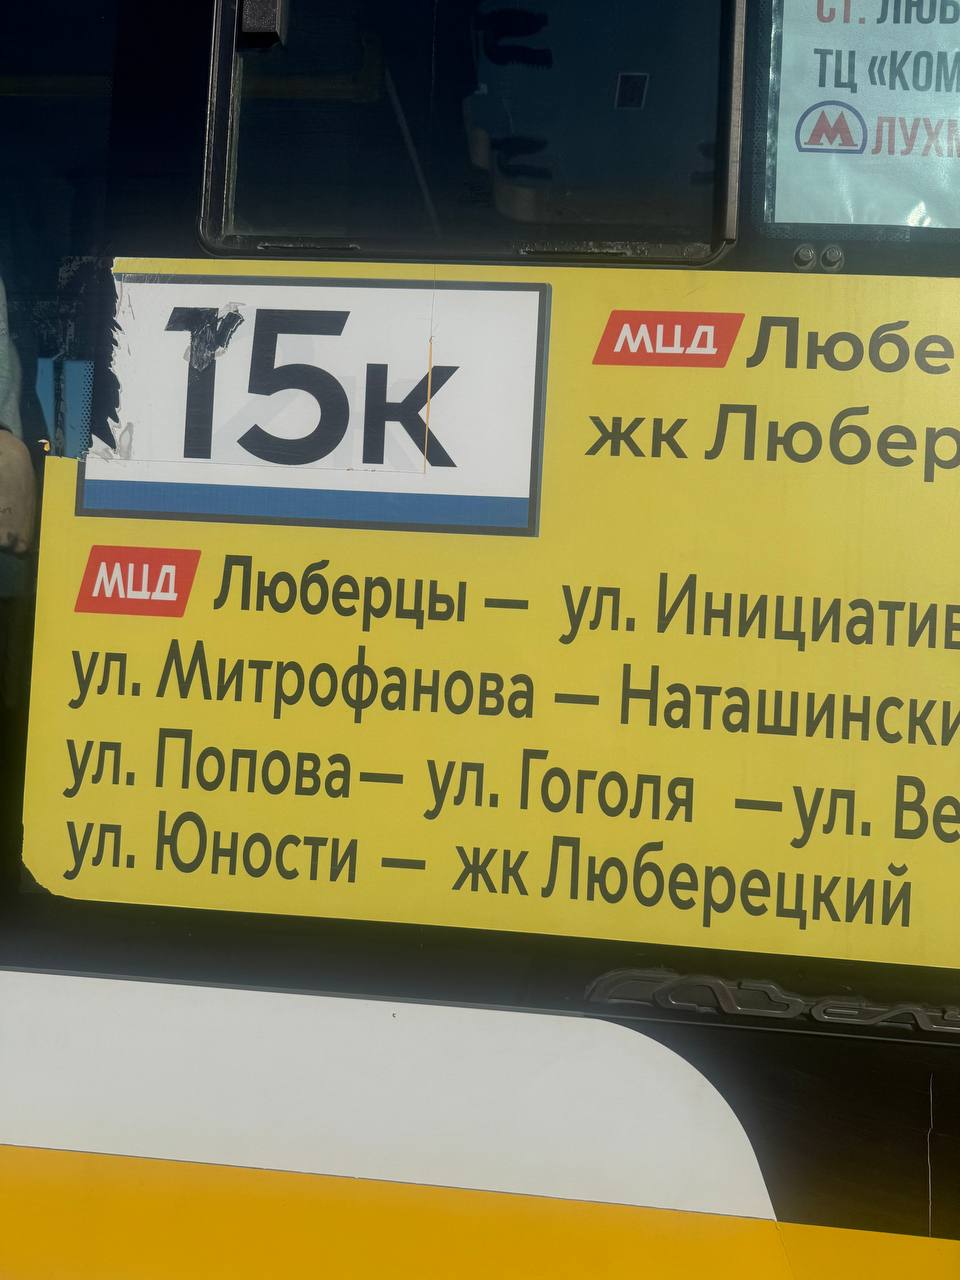 СТ. ЛЮБ
ТЦ «КОМ
М ЛУХМ
15к
МЦД Любе
жк Любер
МЦД Люберцы — ул. Инициатив
ул. Митрофанова — Наташински
ул. Попова — ул. Гоголя — ул. Ве
ул. Юности — жк Люберецкий
ГАЗель